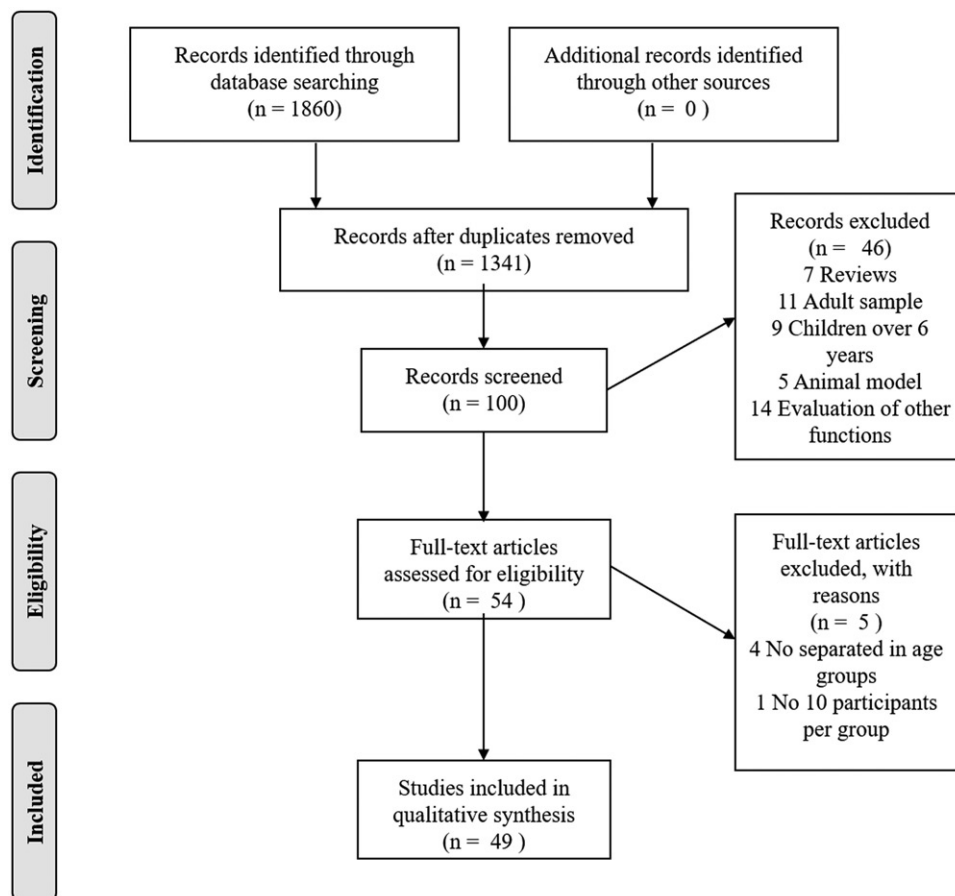 Identification
Records identified through
database searching
(n = 1860)
Additional records identified
through other sources
(n = 0 )
Records after duplicates removed
(n = 1341)
Screening
Records screened
(n = 100)
Records excluded
(n = 46)
7 Reviews
11 Adult sample
9 Children over 6
years
5 Animal model
14 Evaluation of other
functions
Eligibility
Full-text articles
assessed for eligibility
(n = 54 )
Full-text articles
excluded, with
reasons
(n = 5 )
4 No separated in age
groups
1 No 10 participants
per group
Included
Studies included in
qualitative synthesis
(n = 49 )